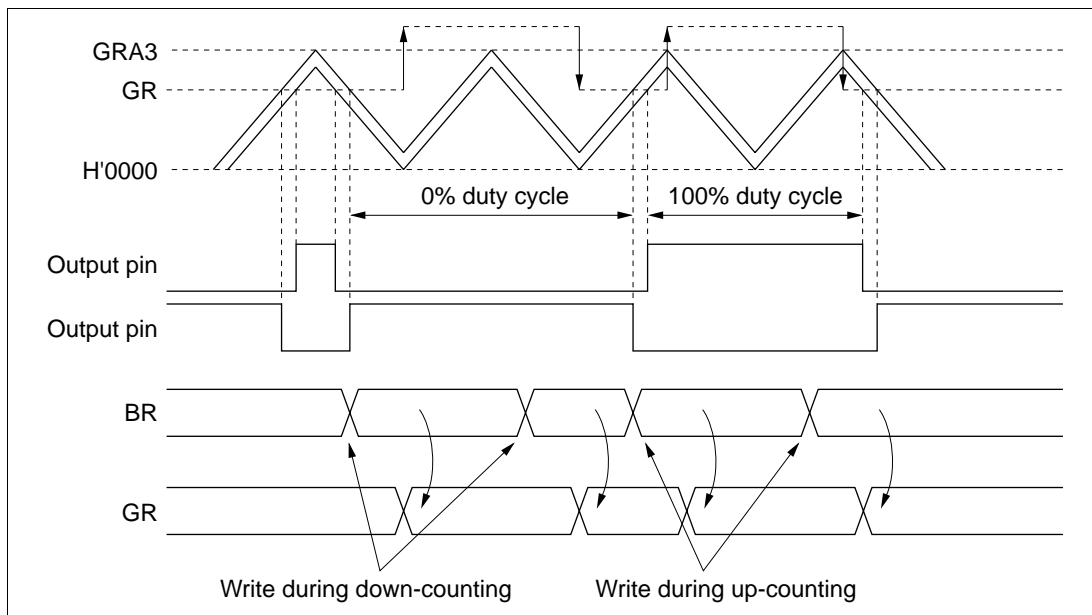 GRA3
GR
H'0000
0% duty cycle
100% duty cycle
Output pin
Output pin
BR
GR
Write during down-counting
Write during up-counting